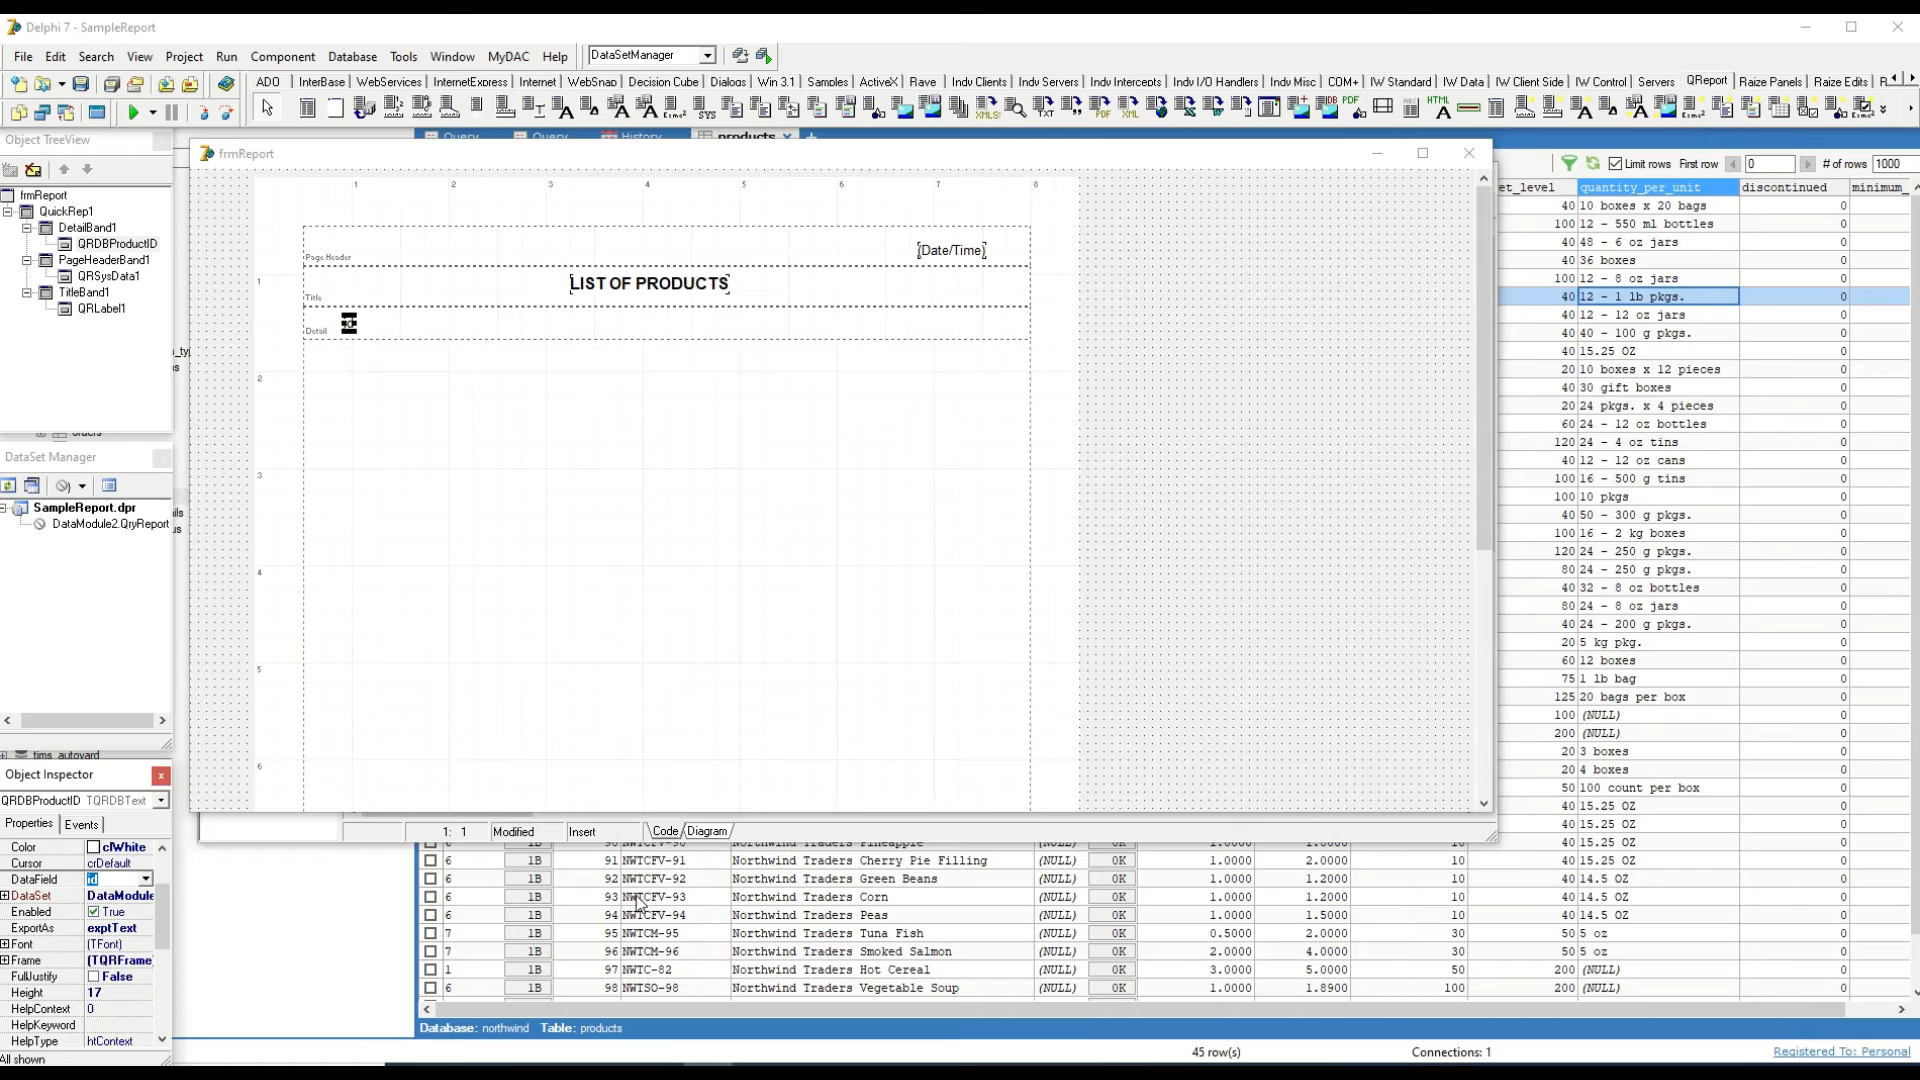 Delphi 7 - SampleReport
File Edit Search View Project Run Component Database Tools Window MyDAC Help DataSetManager
ADO InterBase WebServices InternetExpress Internet WebSnap Decision Cube Dialogs Win 3.1 Samples ActiveX Rave Indy Clients Indy Servers Indy Intercepts Indy I/O Handlers Indy Misc COM+ IW Standard IW Data IW Client Side IW Control Servers QReport Raize Panels Raize Edits
Object TreeView
frmReport
QuickRep1
DetailBand1
QRDBProductID
PageHeaderBand1
QRSysData1
TitleBand1
QRLabel1
DataSet Manager
SampleReport.dpr
DataModule2.QryReport
tims_autoyard
Object Inspector
QRDBProductID TQRDBText
Properties Events
Color clWhite
Cursor crDefault
DataField id
DataSet DataModule
Enabled True
ExportAs exptText
Font (TFont)
Frame (TQRFrame
FullJustify False
Height 17
HelpContext 0
HelpKeyword
HelpType htContext
All shown
Query Query History products
frmReport
1 2 3 4 5 6 7 8
(Date/Time)
Page Header
1
LIST OF PRODUCTS
Title
Detail
2
3
4
5
6
1: 1 Modified Insert Code Diagram
Limit rows First row 0 # of rows 1000
et_level quantity_per_unit discontinued minimum_
40 10 boxes x 20 bags 0
100 12 - 550 ml bottles 0
40 48 - 6 oz jars 0
40 36 boxes 0
100 12 - 8 oz jars 0
40 12 - 1 lb pkgs. 0
40 12 - 12 oz jars 0
40 40 - 100 g pkgs. 0
40 15.25 OZ 0
20 10 boxes x 12 pieces 0
40 30 gift boxes 0
20 24 pkgs. x 4 pieces 0
60 24 - 12 oz bottles 0
120 24 - 4 oz tins 0
40 12 - 12 oz cans 0
100 16 - 500 g tins 0
100 10 pkgs 0
40 50 - 300 g pkgs. 0
100 16 - 2 kg boxes 0
120 24 - 250 g pkgs. 0
80 24 - 250 g pkgs. 0
40 32 - 8 oz bottles 0
80 24 - 8 oz jars 0
40 24 - 200 g pkgs. 0
20 5 kg pkg. 0
60 12 boxes 0
75 1 lb bag 0
125 20 bags per box 0
100 (NULL) 0
200 (NULL) 0
20 3 boxes 0
20 4 boxes 0
50 100 count per box 0
40 15.25 OZ 0
40 15.25 OZ 0
40 15.25 OZ 0
6 1B 91 NWTCFV-91 Northwind Traders Cherry Pie Filling (NULL) 0K 1.0000 2.0000 10 40 15.25 OZ 0
6 1B 92 NWTCFV-92 Northwind Traders Green Beans (NULL) 0K 1.0000 1.2000 10 40 14.5 OZ 0
6 1B 93 NWTCFV-93 Northwind Traders Corn (NULL) 0K 1.0000 1.2000 10 40 14.5 OZ 0
6 1B 94 NWTCFV-94 Northwind Traders Peas (NULL) 0K 1.0000 1.5000 10 40 14.5 OZ 0
7 1B 95 NWTCM-95 Northwind Traders Tuna Fish (NULL) 0K 0.5000 2.0000 30 50 5 oz 0
7 1B 96 NWTCM-96 Northwind Traders Smoked Salmon (NULL) 0K 2.0000 4.0000 30 50 5 oz 0
1 1B 97 NWTC-82 Northwind Traders Hot Cereal (NULL) 0K 3.0000 5.0000 50 200 (NULL) 0
6 1B 98 NWTSO-98 Northwind Traders Vegetable Soup (NULL) 0K 1.0000 1.8900 100 200 (NULL) 0
Database: northwind Table: products
45 row(s) Connections: 1 Registered To: Personal